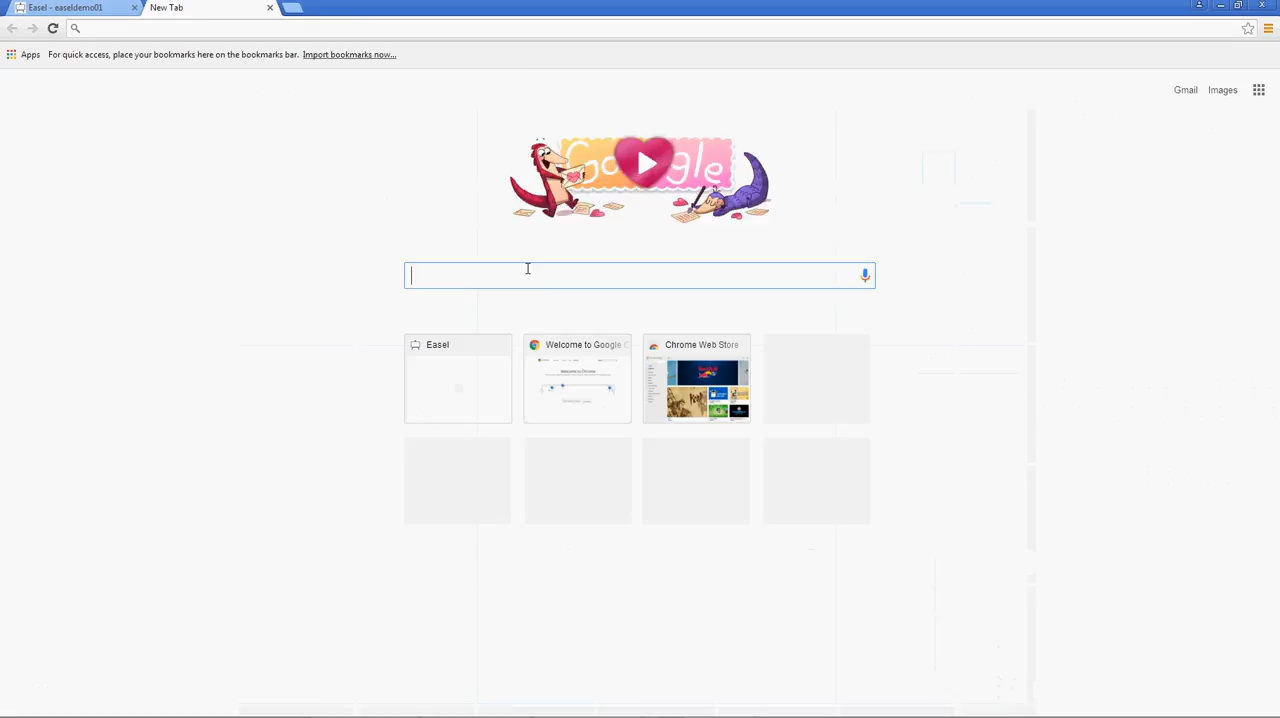 Easel - easeldemo01
New Tab
Apps For quick access, place your bookmarks here on the bookmarks bar. Import bookmarks now...
Gmail Images
Google
Easel
Welcome to Google C
Chrome Web Store